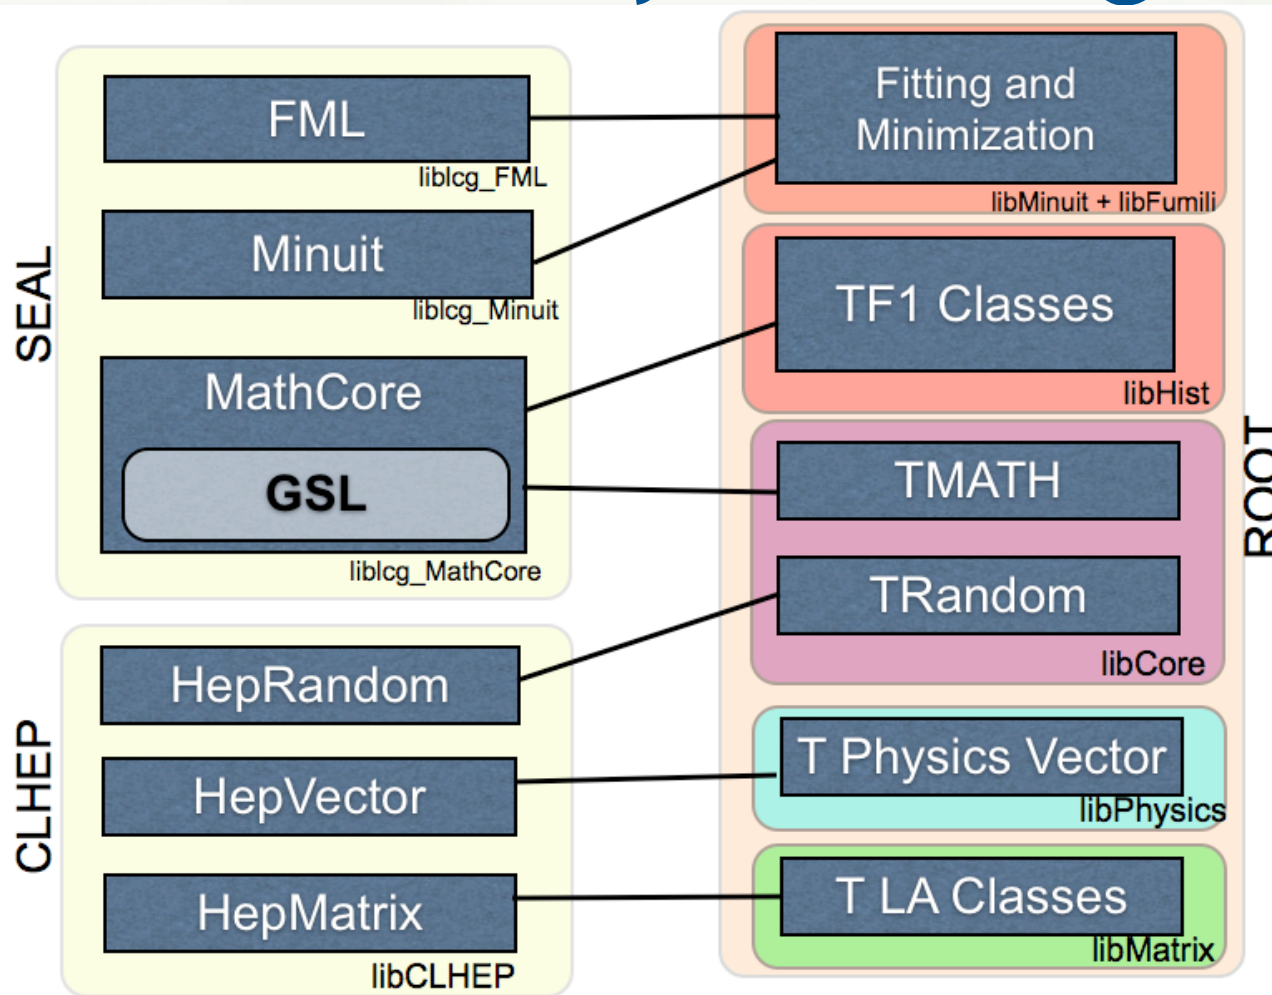 SEAL
FML
liblcg_FML
Minuit
liblcg_Minuit
MathCore
GSL
liblcg_MathCore
CLHEP
HepRandom
HepVector
HepMatrix
libCLHEP
Fitting and
Minimization
libMinuit + libFumili
TF1 Classes
libHist
TMATH
TRandom
libCore
T Physics Vector
libPhysics
T LA Classes
libMatrix
ROOT